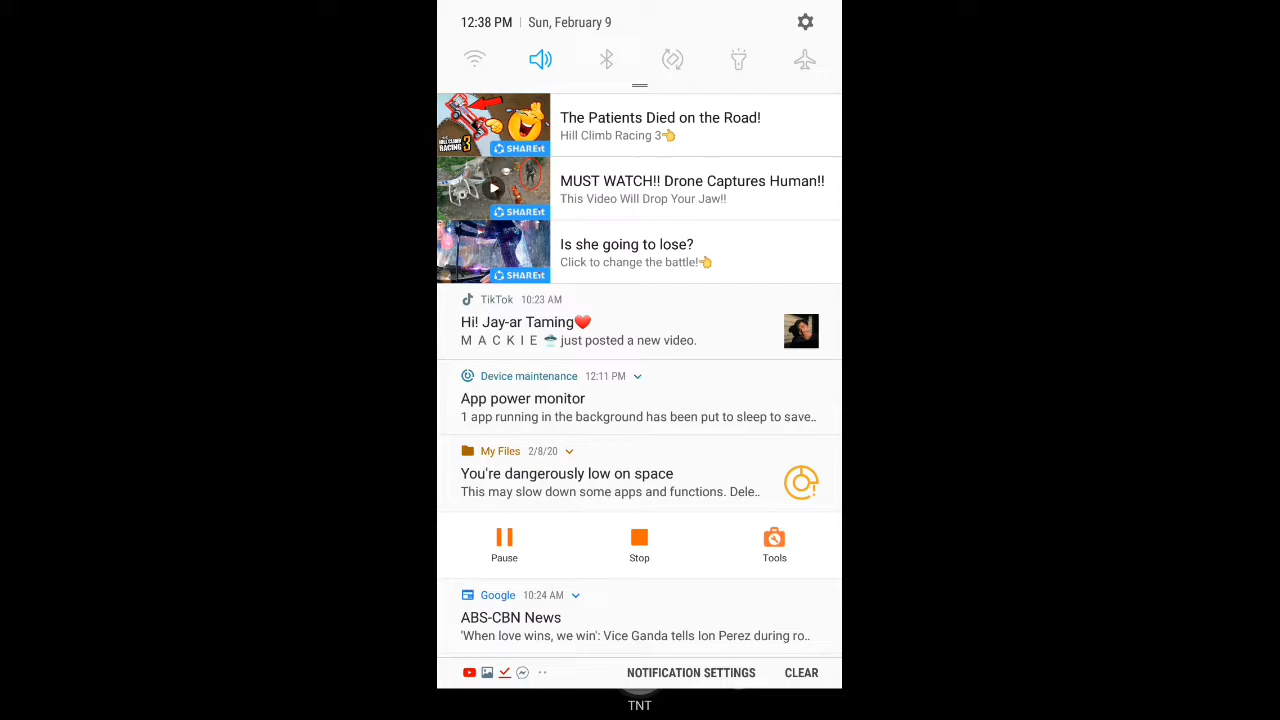 12:38 PM | Sun, February 9
HILL CLIMB RACING 3
SHAREit
The Patients Died on the Road!
Hill Climb Racing 3👈
SHAREit
MUST WATCH!! Drone Captures Human!!
This Video Will Drop Your Jaw!!
SHAREit
Is she going to lose?
Click to change the battle!👈
TikTok 10:23 AM
Hi! Jay-ar Taming❤️
M A C K I E 🛸 just posted a new video.
Device maintenance 12:11 PM
App power monitor
1 app running in the background has been put to sleep to save..
My Files 2/8/20
You're dangerously low on space
This may slow down some apps and functions. Dele..
Pause Stop Tools
Google 10:24 AM
ABS-CBN News
'When love wins, we win': Vice Ganda tells Ion Perez during ro..
NOTIFICATION SETTINGS CLEAR
TNT